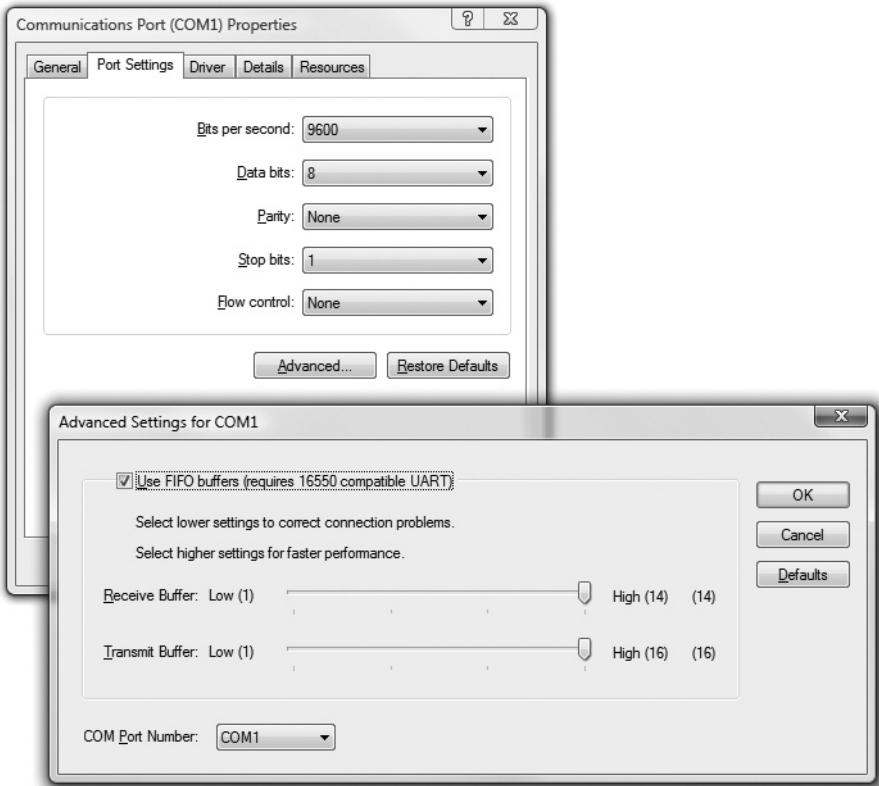 Communications Port (COM1) Properties
General Port Settings Driver Details Resources
Bits per second: 9600
Data bits: 8
Parity: None
Stop bits: 1
Flow control: None
Advanced... Restore Defaults
Advanced Settings for COM1
Use FIFO buffers (requires 16550 compatible UART)
OK
Select lower settings to correct connection problems.
Cancel
Select higher settings for faster performance.
Defaults
Receive Buffer: Low (1) High (14) (14)
Transmit Buffer: Low (1) High (16) (16)
COM Port Number: COM1